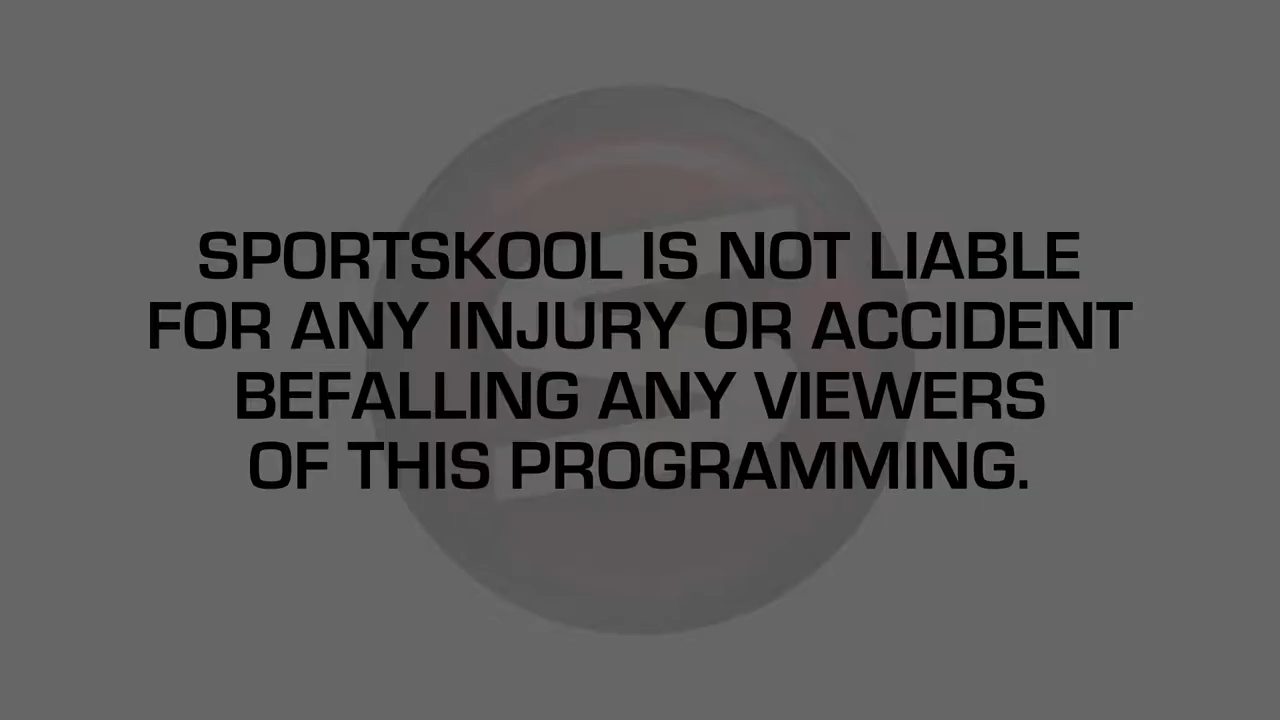 SPORTSKOOL IS NOT LIABLE
FOR ANY INJURY OR ACCIDENT
BEFALLING ANY VIEWERS
OF THIS PROGRAMMING.